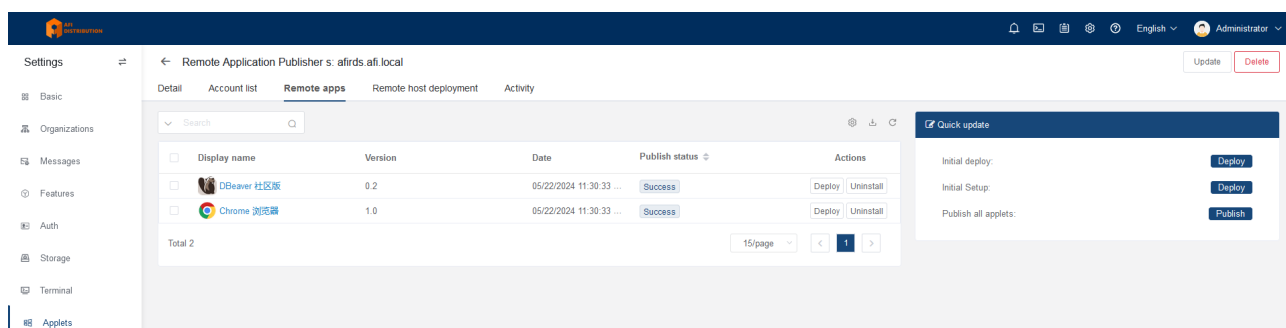 AFI
DISTRIBUTION
English
Administrator
Settings
Remote Application Publisher s: afirds.afi.local
Update
Delete
Detail
Account list
Remote apps
Remote host deployment
Activity
Basic
Organizations
Messages
Features
Auth
Storage
Terminal
Applets
Search
Display name Version Date Publish status Actions
DBeaver 社区版 0.2 05/22/2024 11:30:33 ... Success Deploy Uninstall
Chrome 浏览器 1.0 05/22/2024 11:30:33 ... Success Deploy Uninstall
Total 2
15/page
1
Quick update
Initial deploy: Deploy
Initial Setup: Deploy
Publish all applets: Publish